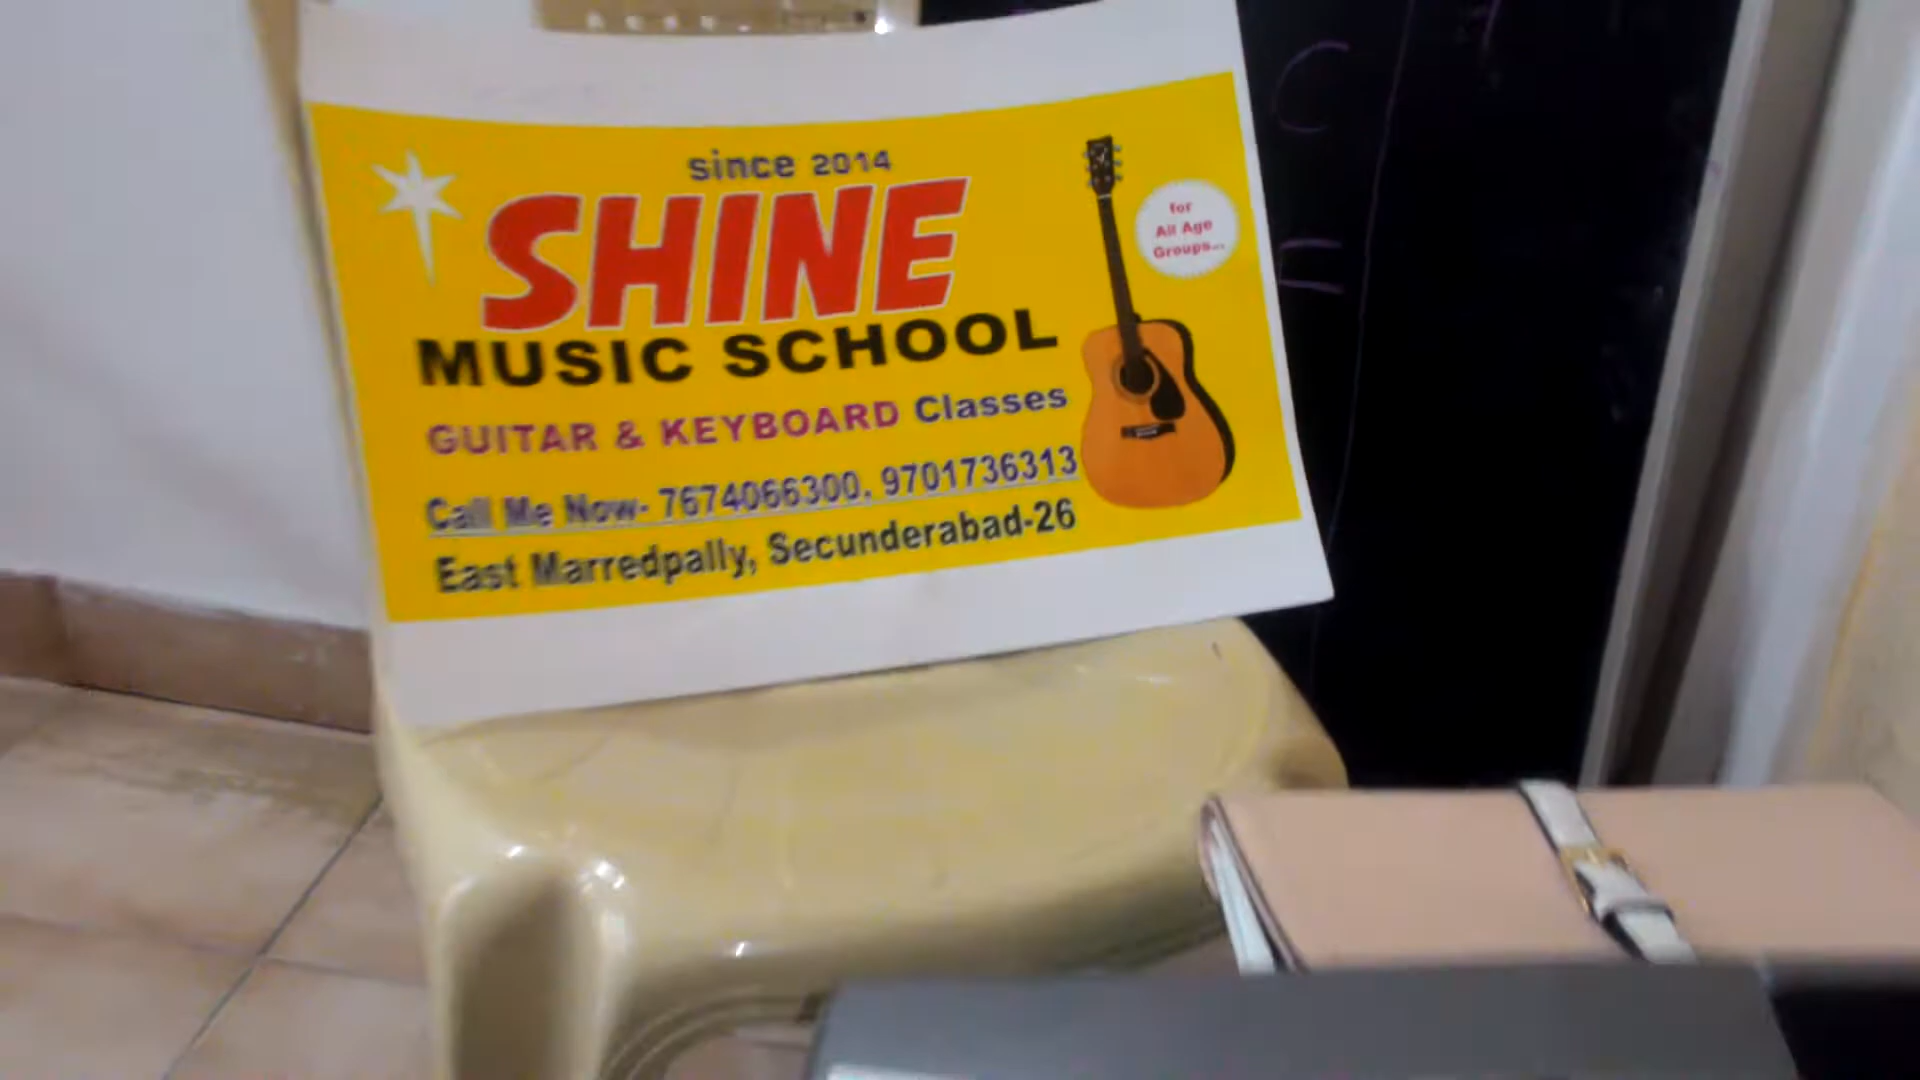 since 2014
SHINE
MUSIC SCHOOL
GUITAR & KEYBOARD Classes
Call Me Now- 7674066300, 9701736313
East Marredpally, Secunderabad-26
for
All Age
Groups...
C